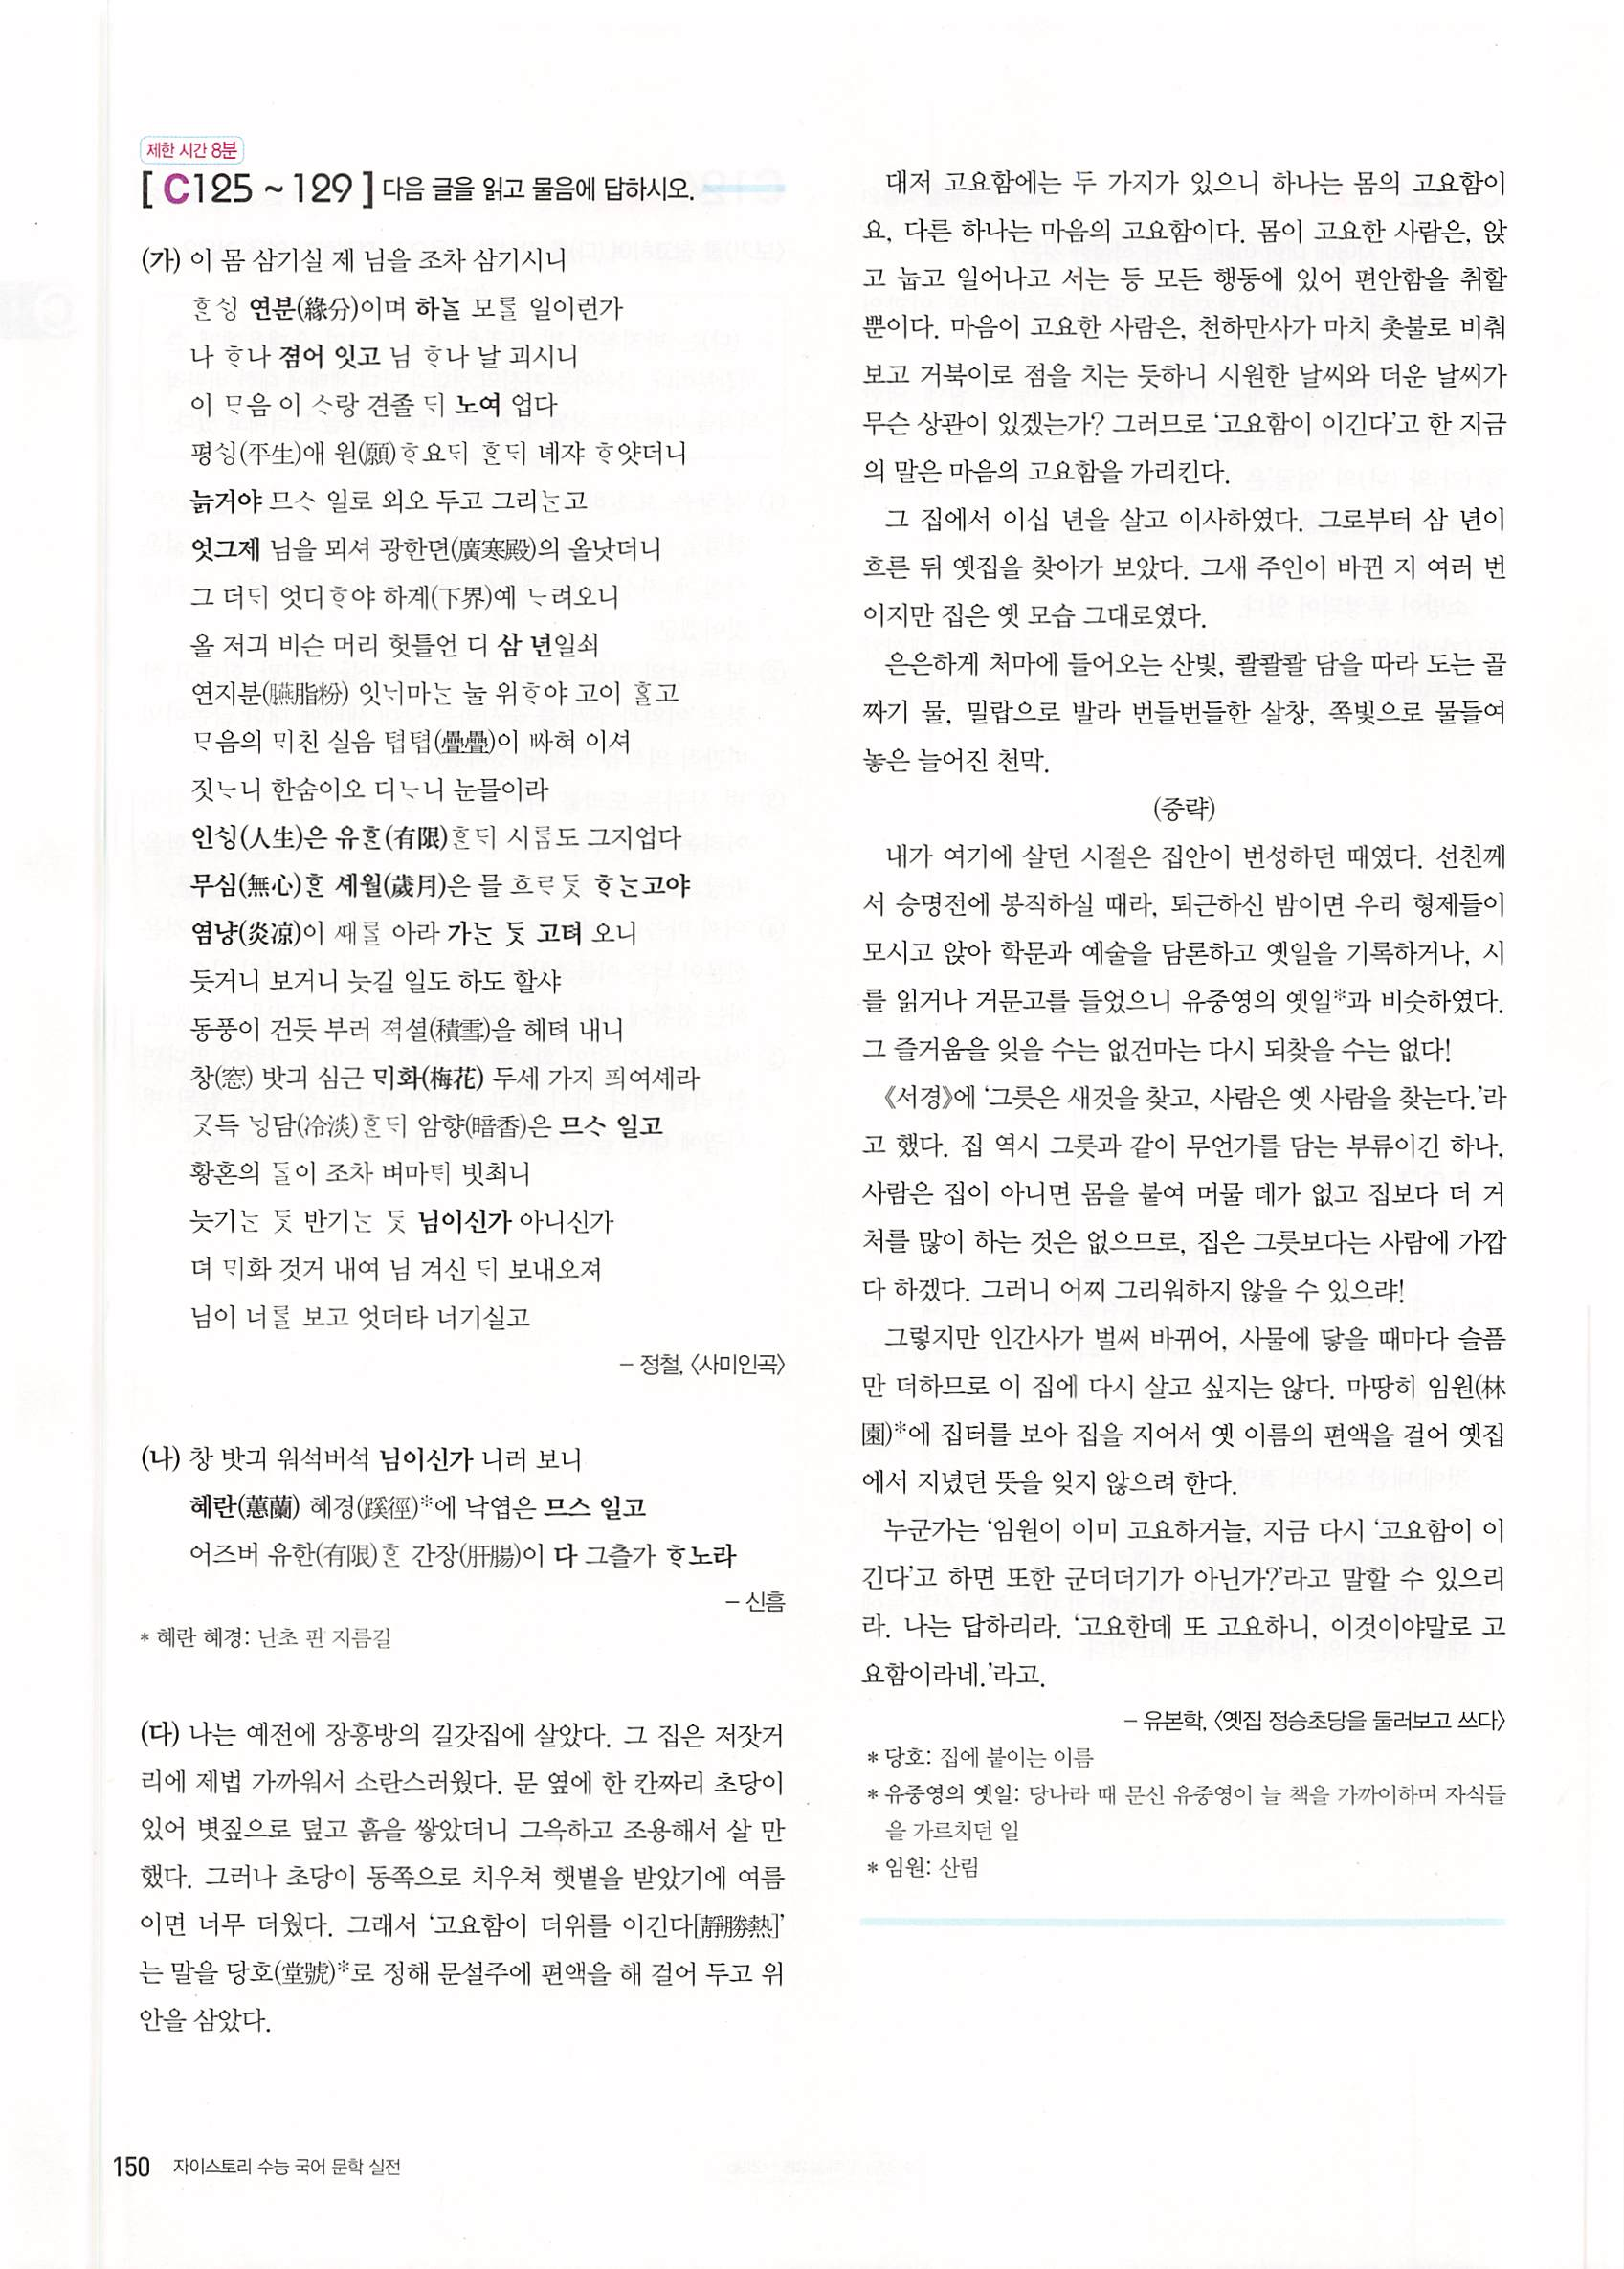 제한 시간 8분
[ C125 ~ 129 ] 다음 글을 읽고 물음에 답하시오.
(가) 이 몸 삼기실 제 님을 조차 삼기시니
ᄒᆞᆫᄉᆡᆼ 연분(緣分)이며 하ᄂᆞᆯ 모ᄅᆞᆯ 일이런가
나 ᄒᆞ나 졈어 잇고 님 ᄒᆞ나 날 괴시니
이 ᄆᆞ음 이 ᄉᆞ랑 견졸 ᄃᆡ 노여 업다
평ᄉᆡᆼ(平生)애 원(願)ᄒᆞ요ᄃᆡ ᄒᆞᆫᄃᆡ 녜쟈 ᄒᆞ얏더니
늙거야 므ᄉᆞ 일로 외오 두고 그리ᄂᆞᆫ고
엇그제 님을 뫼셔 광한뎐(廣寒殿)의 올낫더니
그 더ᄃᆡ 엇디ᄒᆞ야 하계(下界)예 ᄂᆞ려오니
올 저긔 비슨 머리 헛틀언 디 삼 년일쇠
연지분(臙脂粉) 잇ᄂᆡ마ᄂᆞᆫ 눌 위ᄒᆞ야 고이 ᄒᆞᆯ고
ᄆᆞ음의 ᄆᆡ친 실음 텹텹(疊疊)이 ᄡᅡ혀 이셔
짓ᄂᆞ니 한숨이오 디ᄂᆞ니 눈믈이라
인ᄉᆡᆼ(人生)은 유ᄒᆞᆫ(有限)ᄒᆞᆫᄃᆡ 시ᄅᆞᆷ도 그지업다
무심(無心)ᄒᆞᆫ 셰월(歲月)은 믈 흐ᄅᆞᄃᆞᆺ ᄒᆞᄂᆞᆫ고야
염냥(炎凉)이 ᄣᅢᄅᆞᆯ 아라 가ᄂᆞᆫ ᄃᆞᆺ 고텨 오니
듯거니 보거니 늣길 일도 하도 할샤
동풍이 건듯 부러 젹셜(積雪)을 헤텨 내니
창(窓) 밧긔 심근 ᄆᆡ화(梅花) 두세 가지 픠여셰라
ᄀᆞᆺ득 ᄂᆡᆼ담(冷淡)ᄒᆞᆫᄃᆡ 암향(暗香)은 므ᄉᆞ 일고
황혼의 ᄃᆞᆯ이 조차 벼마ᄐᆡ 빗최니
늣기ᄂᆞᆫ ᄃᆞᆺ 반기ᄂᆞᆫ ᄃᆞᆺ 님이신가 아니신가
뎌 ᄆᆡ화 것거 내여 님 겨신 ᄃᆡ 보내오져
님이 너ᄅᆞᆯ 보고 엇더타 너기실고
– 정철, 〈사미인곡〉
(나) 창 밧긔 워석버석 님이신가 니러 보니
혜란(蕙蘭) 혜경(蹊徑)*에 낙엽은 므스 일고
어즈버 유한(有限)ᄒᆞᆫ 간장(肝腸)이 다 그츨가 ᄒᆞ노라
– 신흠
* 혜란 혜경: 난초 핀 지름길
(다) 나는 예전에 장흥방의 길갓집에 살았다. 그 집은 저잣거
리에 제법 가까워서 소란스러웠다. 문 옆에 한 칸짜리 초당이
있어 볏짚으로 덮고 흙을 쌓았더니 그윽하고 조용해서 살 만
했다. 그러나 초당이 동쪽으로 치우쳐 햇볕을 받았기에 여름
이면 너무 더웠다. 그래서 ‘고요함이 더위를 이긴다[靜勝熱]’
는 말을 당호(堂號)*로 정해 문설주에 편액을 해 걸어 두고 위
안을 삼았다.
대저 고요함에는 두 가지가 있으니 하나는 몸의 고요함이
요, 다른 하나는 마음의 고요함이다. 몸이 고요한 사람은, 앉
고 눕고 일어나고 서는 등 모든 행동에 있어 편안함을 취할
뿐이다. 마음이 고요한 사람은, 천하만사가 마치 촛불로 비춰
보고 거북이로 점을 치는 듯하니 시원한 날씨와 더운 날씨가
무슨 상관이 있겠는가? 그러므로 ‘고요함이 이긴다’고 한 지금
의 말은 마음의 고요함을 가리킨다.
그 집에서 이십 년을 살고 이사하였다. 그로부터 삼 년이
흐른 뒤 옛집을 찾아가 보았다. 그새 주인이 바뀐 지 여러 번
이지만 집은 옛 모습 그대로였다.
은은하게 처마에 들어오는 산빛, 콸콸콸 담을 따라 도는 골
짜기 물, 밀랍으로 발라 번들번들한 살창, 쪽빛으로 물들여
놓은 늘어진 천막.
(중략)
내가 여기에 살던 시절은 집안이 번성하던 때였다. 선친께
서 승명전에 봉직하실 때라, 퇴근하신 밤이면 우리 형제들이
모시고 앉아 학문과 예술을 담론하고 옛일을 기록하거나, 시
를 읽거나 거문고를 들었으니 유중영의 옛일*과 비슷하였다.
그 즐거움을 잊을 수는 없건마는 다시 되찾을 수는 없다!
《서경》에 ‘그릇은 새것을 찾고, 사람은 옛 사람을 찾는다.’라
고 했다. 집 역시 그릇과 같이 무언가를 담는 부류이긴 하나,
사람은 집이 아니면 몸을 붙여 머물 데가 없고 집보다 더 거
처를 많이 하는 것은 없으므로, 집은 그릇보다는 사람에 가깝
다 하겠다. 그러니 어찌 그리워하지 않을 수 있으랴!
그렇지만 인간사가 벌써 바뀌어, 사물에 닿을 때마다 슬픔
만 더하므로 이 집에 다시 살고 싶지는 않다. 마땅히 임원(林
園)*에 집터를 보아 집을 지어서 옛 이름의 편액을 걸어 옛집
에서 지녔던 뜻을 잊지 않으려 한다.
누군가는 ‘임원이 이미 고요하거늘, 지금 다시 ‘고요함이 이
긴다’고 하면 또한 군더더기가 아닌가?’라고 말할 수 있으리
라. 나는 답하리라. ‘고요한데 또 고요하니, 이것이야말로 고
요함이라네.’라고.
– 유본학, 〈옛집 정승초당을 둘러보고 쓰다〉
* 당호: 집에 붙이는 이름
* 유중영의 옛일: 당나라 때 문신 유중영이 늘 책을 가까이하며 자식들
을 가르치던 일
* 임원: 산림
150 자이스토리 수능 국어 문학 실전